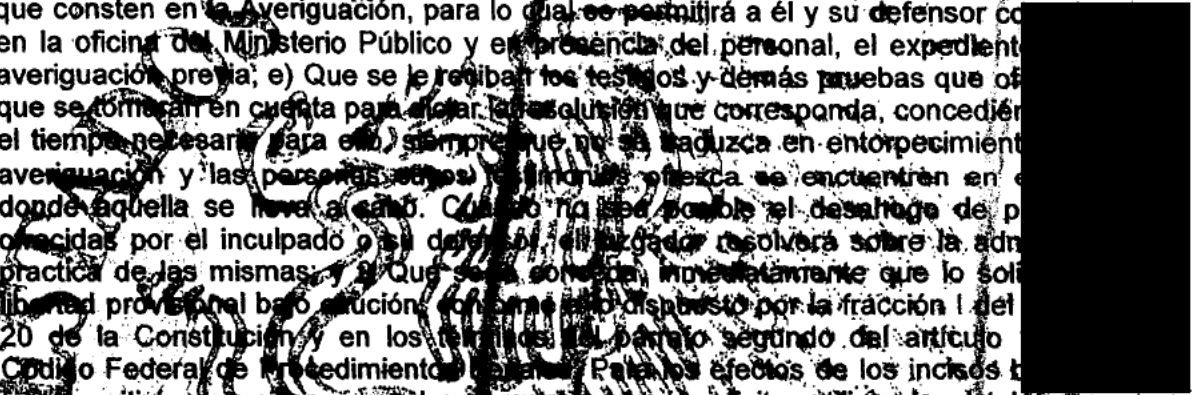 que consten en la Averiguación, para lo cual se permitirá a él y su defensor co
en la oficina del Ministerio Público y en presencia del personal, el expedient
averiguación previa; e) Que se le reciban los testigos y demás pruebas que of
que se tomarán en cuenta para dictar la resolución que corresponda, concedién
el tiempo necesario para ello, siempre que no se traduzca en entorpecimient
averiguación y las personas cuyos testimonios ofrezca se encuentren en
donde aquella se lleva a cabo. Cuando no sea posible el desahogo de p
ofrecidas por el inculpado o su defensor, el juzgador resolverá sobre la adm
practica de las mismas; y f) Que se le conceda, inmediatamente que lo soli
libertad provisional bajo caución, conforme a lo dispuesto por la fracción I del
20 de la Constitución y en los términos del párrafo segundo del artículo
Código Federal de Procedimientos Penales. Para los efectos de los incisos b